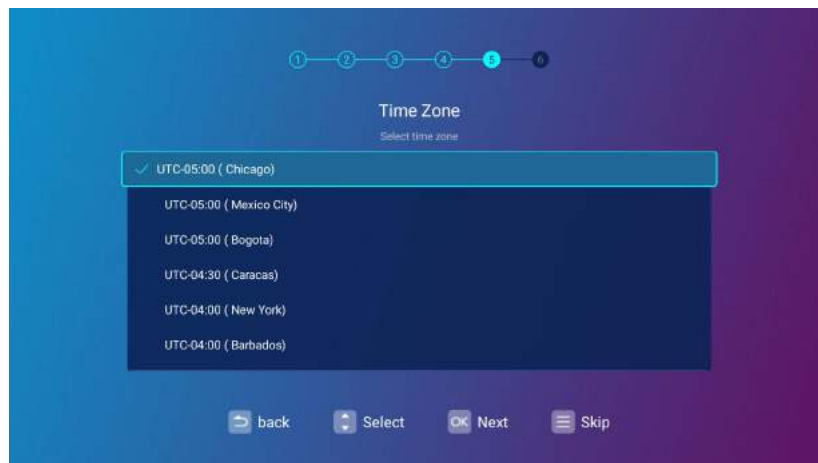 1 2 3 4 5 6
Time Zone
Select time zone
UTC-05:00 ( Chicago)
UTC-05:00 ( Mexico City)
UTC-05:00 ( Bogota)
UTC-04:30 ( Caracas)
UTC-04:00 ( New York)
UTC-04:00 ( Barbados)
back Select OK Next Skip